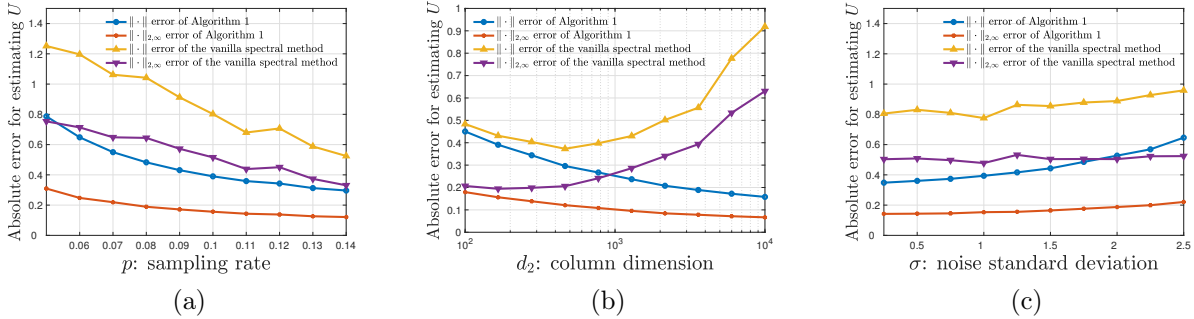 Absolute error for estimating U
1.4
1.2
1
0.8
0.6
0.4
0.2
0
‖·‖ error of Algorithm 1
‖·‖2,∞ error of Algorithm 1
‖·‖ error of the vanilla spectral method
‖·‖2,∞ error of the vanilla spectral method
0.06 0.07 0.08 0.09 0.1 0.11 0.12 0.13 0.14
p: sampling rate
(a)
Absolute error for estimating U
1
0.9
0.8
0.7
0.6
0.5
0.4
0.3
0.2
0.1
0
‖·‖ error of Algorithm 1
‖·‖2,∞ error of Algorithm 1
‖·‖ error of the vanilla spectral method
‖·‖2,∞ error of the vanilla spectral method
10² 10³ 10⁴
d₂: column dimension
(b)
Absolute error for estimating U
1.4
1.2
1
0.8
0.6
0.4
0.2
0
‖·‖ error of Algorithm 1
‖·‖2,∞ error of Algorithm 1
‖·‖ error of the vanilla spectral method
‖·‖2,∞ error of the vanilla spectral method
0.5 1 1.5 2 2.5
σ: noise standard deviation
(c)